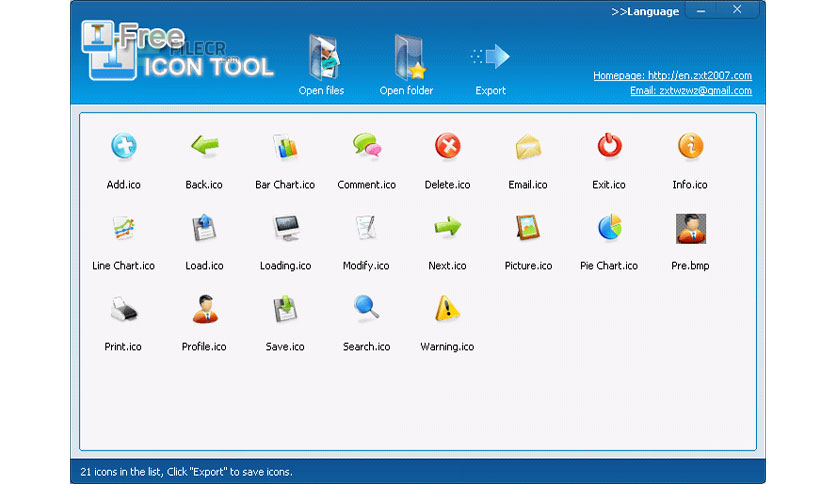 >>Language
Free
FILECR
.com
ICON TOOL
Open files
Open folder
Export
Homepage: http://en.zxt2007.com
Email: zxtwzwz@gmail.com
Add.ico
Back.ico
Bar Chart.ico
Comment.ico
Delete.ico
Email.ico
Exit.ico
Info.ico
Line Chart.ico
Load.ico
Loading.ico
Modify.ico
Next.ico
Picture.ico
Pie Chart.ico
Pre.bmp
Print.ico
Profile.ico
Save.ico
Search.ico
Warning.ico
21 icons in the list, Click "Export" to save icons.